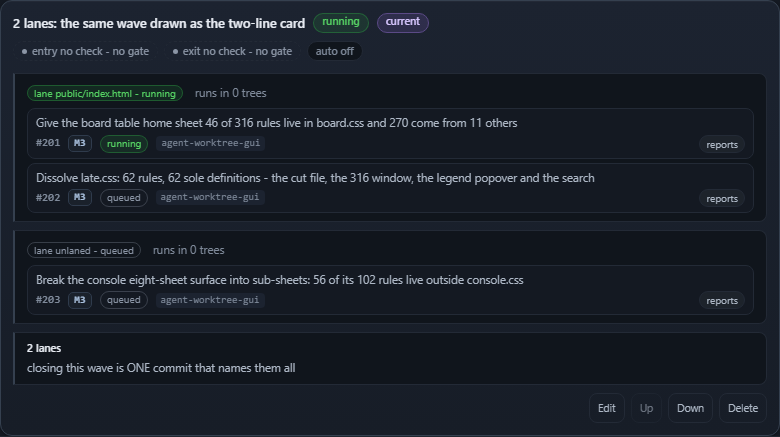 2 lanes: the same wave drawn as the two-line card running current
entry no check - no gate exit no check - no gate auto off
lane public/index.html - running runs in 0 trees
Give the board table home sheet 46 of 316 rules live in board.css and 270 come from 11 others
#201 M3 running agent-worktree-gui reports
Dissolve late.css: 62 rules, 62 sole definitions - the cut file, the 316 window, the legend popover and the search
#202 M3 queued agent-worktree-gui reports
lane unlaned - queued runs in 0 trees
Break the console eight-sheet surface into sub-sheets: 56 of its 102 rules live outside console.css
#203 M3 queued agent-worktree-gui reports
2 lanes
closing this wave is ONE commit that names them all
Edit Up Down Delete